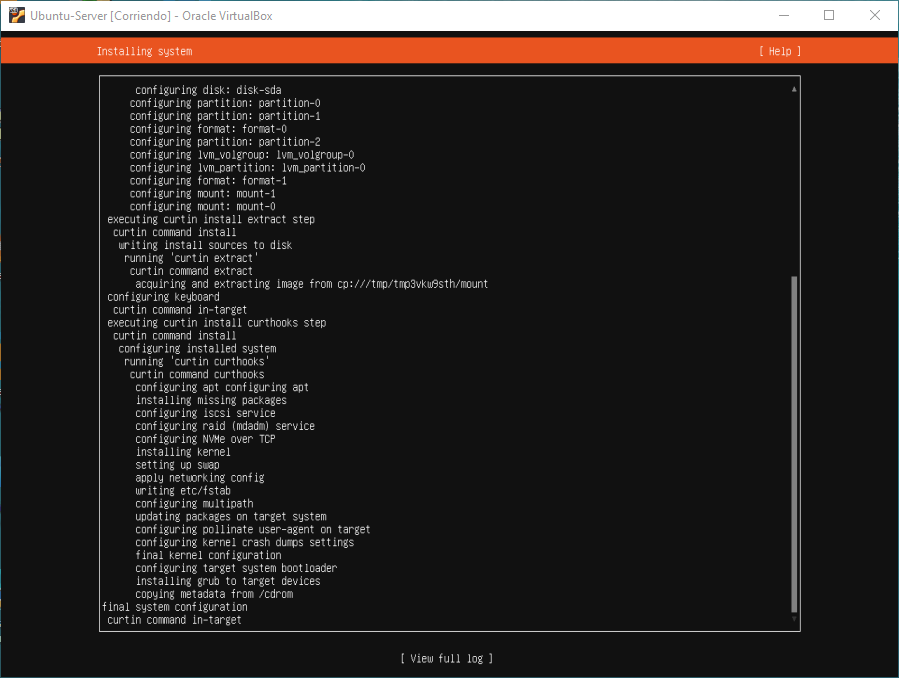 Ubuntu-Server [Corriendo] - Oracle VirtualBox
Installing system [ Help ]
configuring disk: disk-sda
configuring partition: partition-0
configuring partition: partition-1
configuring format: format-0
configuring partition: partition-2
configuring lvm_volgroup: lvm_volgroup-0
configuring lvm_partition: lvm_partition-0
configuring format: format-1
configuring mount: mount-1
configuring mount: mount-0
executing curtin install extract step
curtin command install
writing install sources to disk
running 'curtin extract'
curtin command extract
acquiring and extracting image from cp:///tmp/tmp3vkw9sth/mount
configuring keyboard
curtin command in-target
executing curtin install curthooks step
curtin command install
configuring installed system
running 'curtin curthooks'
curtin command curthooks
configuring apt configuring apt
installing missing packages
configuring iscsi service
configuring raid (mdadm) service
configuring NVMe over TCP
installing kernel
setting up swap
apply networking config
writing etc/fstab
configuring multipath
updating packages on target system
configuring pollinate user-agent on target
configuring kernel crash dumps settings
final kernel configuration
configuring target system bootloader
installing grub to target devices
copying metadata from /cdrom
final system configuration
curtin command in-target
[ View full log ]